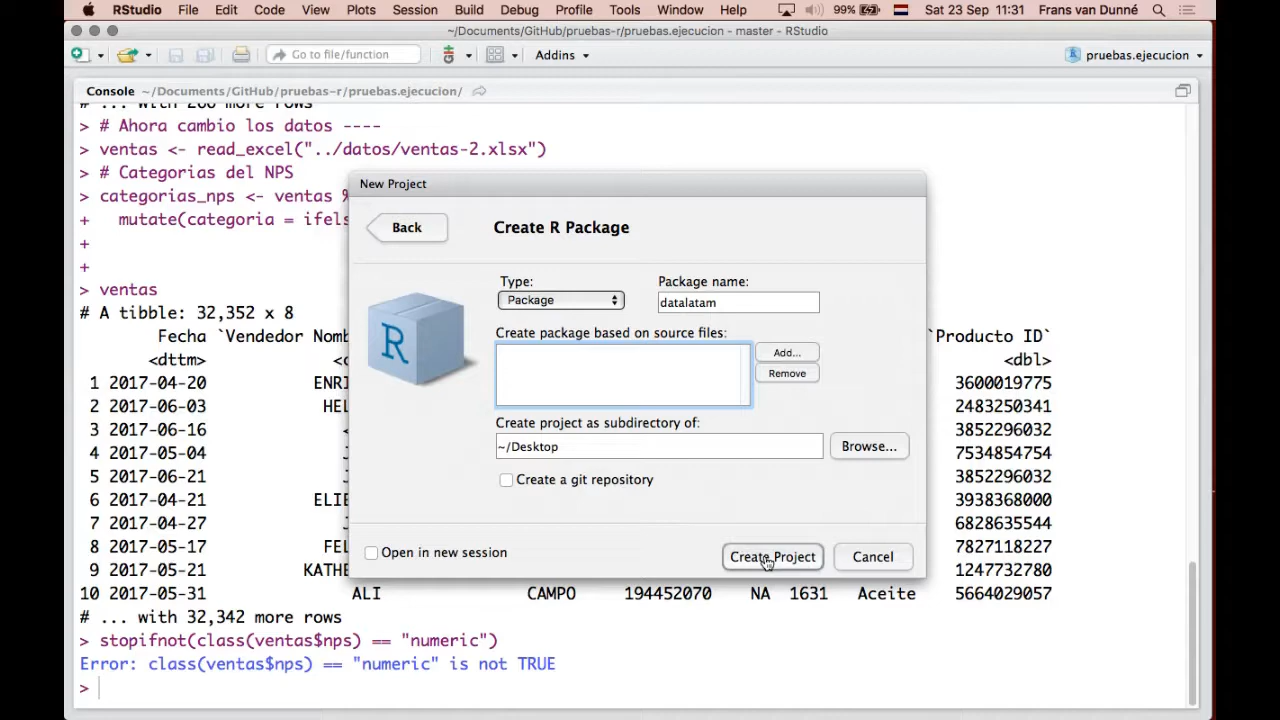 RStudio File Edit Code View Plots Session Build Debug Profile Tools Window Help 99% Sat 23 Sep 11:31 Frans van Dunné
~/Documents/GitHub/pruebas-r/pruebas.ejecucion - master - RStudio
Go to file/function Addins pruebas.ejecucion
Console ~/Documents/GitHub/pruebas-r/pruebas.ejecucion/
> # Ahora cambio los datos ----
> ventas <- read_excel("../datos/ventas-2.xlsx")
> # Categorias del NPS
> categorias_nps <- ventas %
+ mutate(categoria = ifels
+
+
> ventas
# A tibble: 32,352 x 8
Fecha `Vendedor Nomb `Producto ID`
<dttm> <c <dbl>
1 2017-04-20 ENR 3600019775
2 2017-06-03 HEL 2483250341
3 2017-06-16 3852296032
4 2017-05-04 7534854754
5 2017-06-21 3852296032
6 2017-04-21 ELIE 3938368000
7 2017-04-27 6828635544
8 2017-05-17 FEL 7827118227
9 2017-05-21 KATHE 1247732780
10 2017-05-31 ALI CAMPO 194452070 NA 1631 Aceite 5664029057
# ... with 32,342 more rows
> stopifnot(class(ventas$nps) == "numeric")
Error: class(ventas$nps) == "numeric" is not TRUE
>
New Project
Back Create R Package
R
Type: Package name:
Package datalatam
Create package based on source files:
Add...
Remove
Create project as subdirectory of:
~/Desktop Browse...
Create a git repository
Open in new session Create Project Cancel